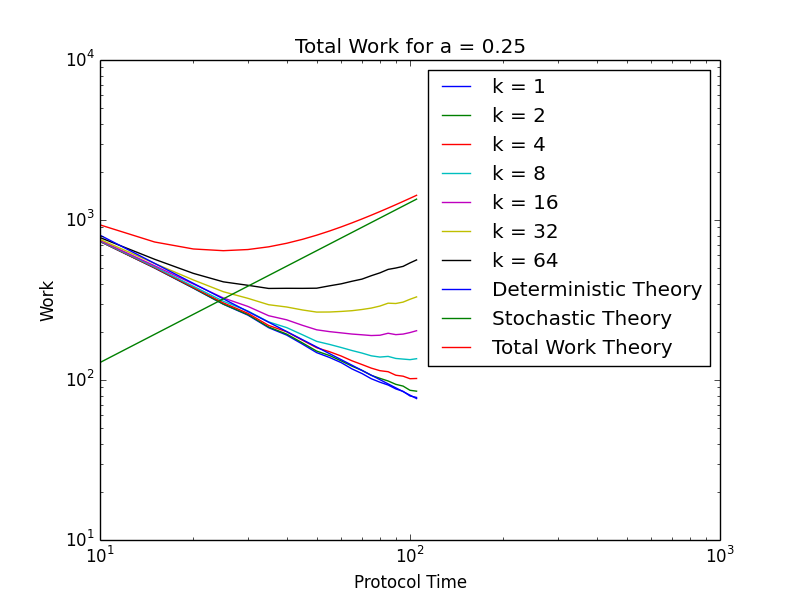 Total Work for a = 0.25
10^4
10^3
10^2
10^1
Work
10^1
10^2
10^3
Protocol Time
k = 1
k = 2
k = 4
k = 8
k = 16
k = 32
k = 64
Deterministic Theory
Stochastic Theory
Total Work Theory